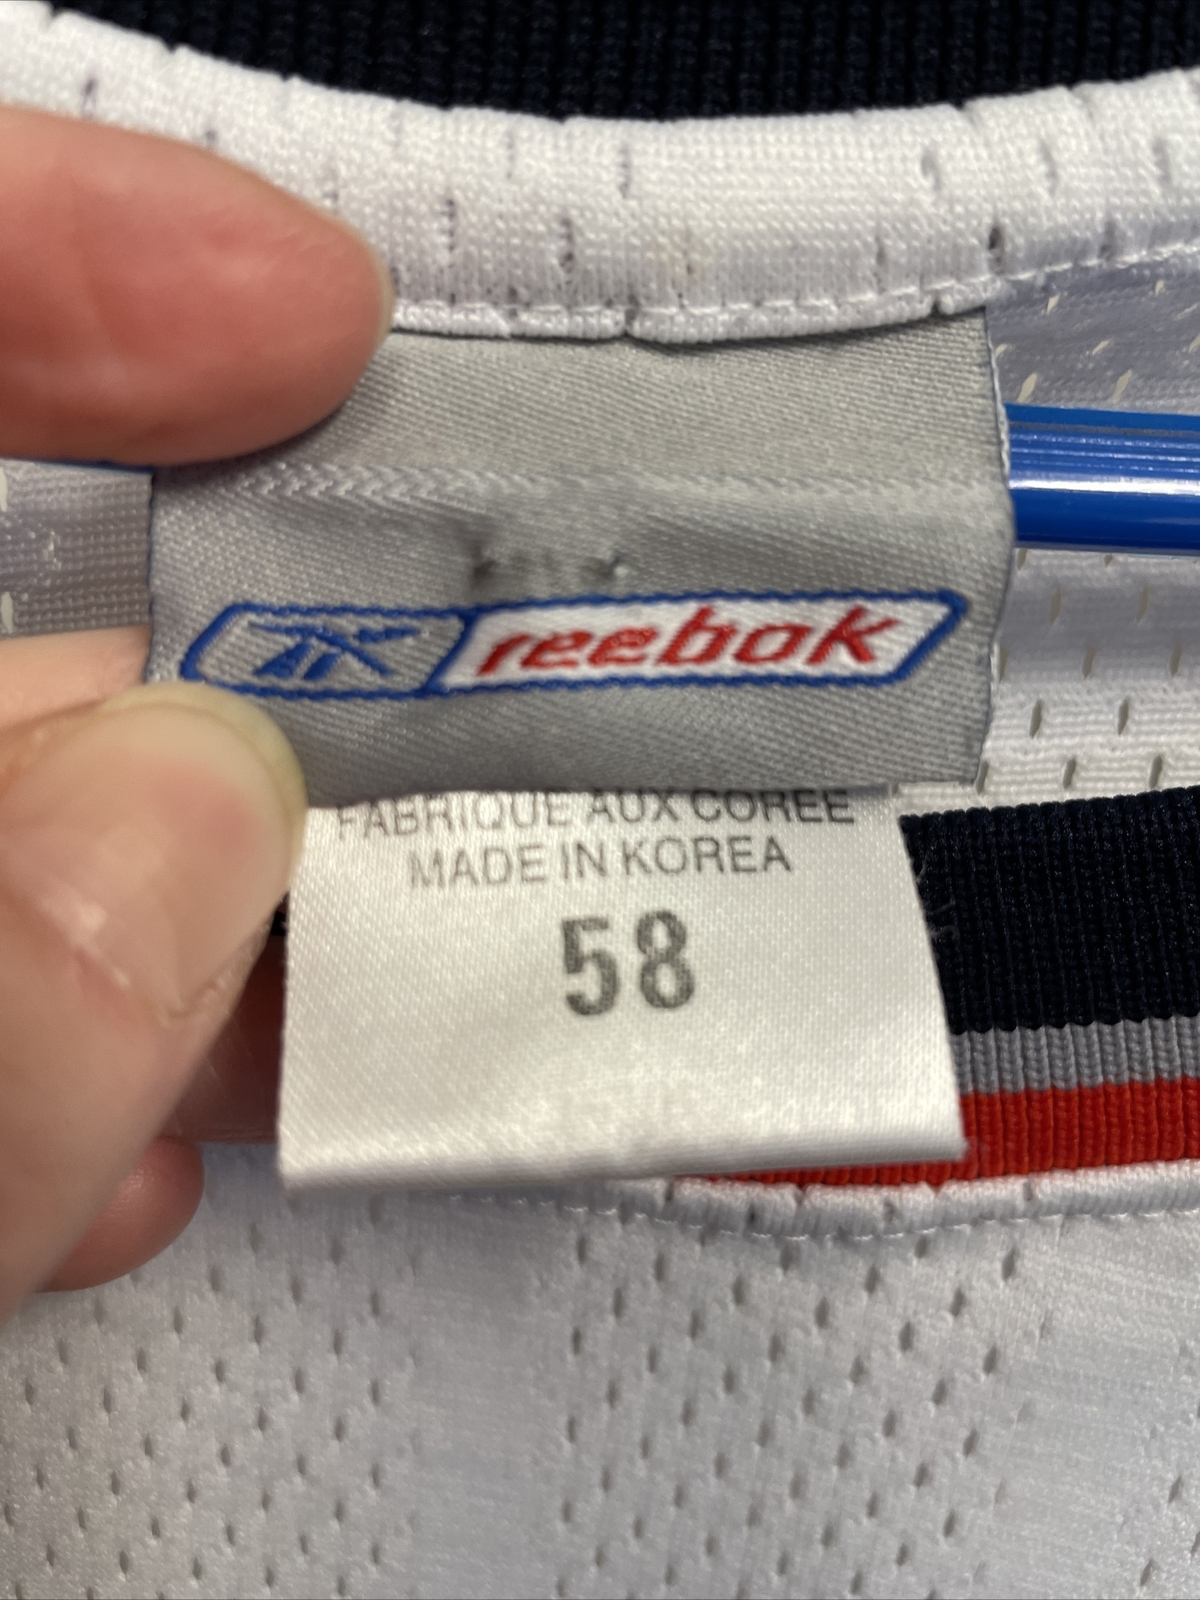 reebok
FABRIQUE AUX COREE
MADE IN KOREA
58